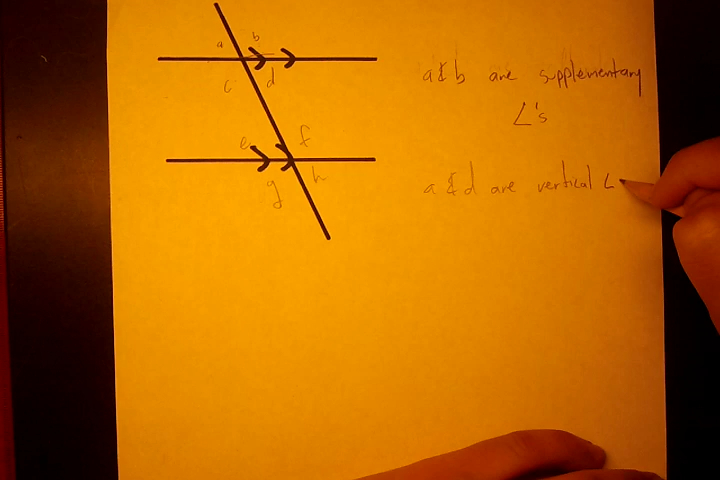 a b
c d
e f
g h
a & b are supplementary
∠'s
a & d are vertical ∠